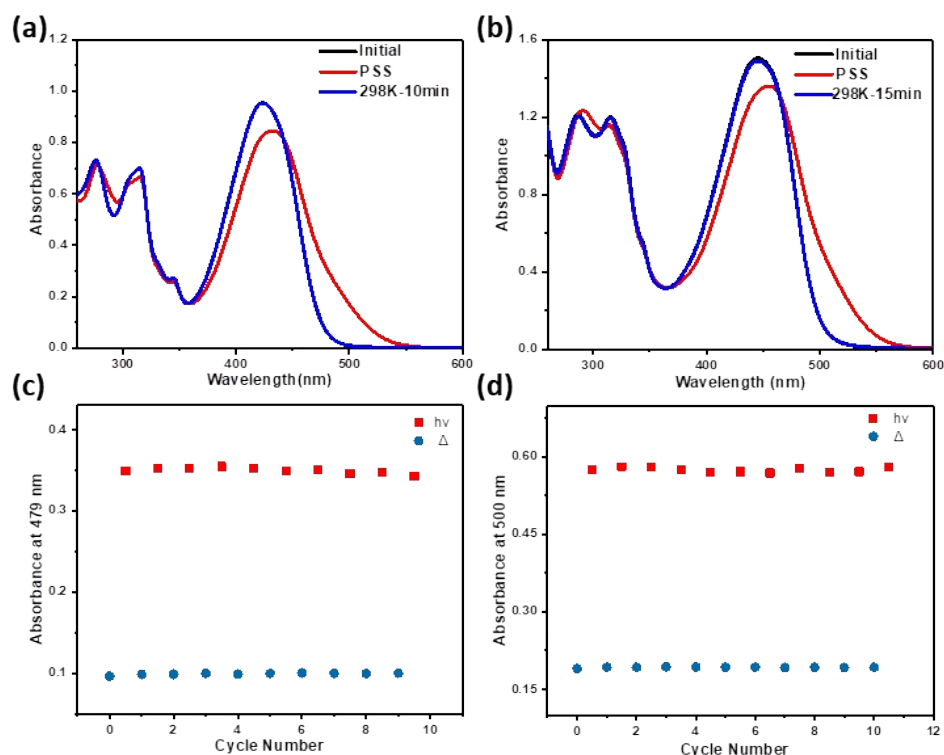 (a)
1.2
1.0
0.8
0.6
0.4
0.2
0.0
Absorbance
Initial
PSS
298K-10min
300
400
500
600
Wavelength(nm)
(b)
1.6
1.2
0.8
0.4
0.0
Absorbance
Initial
PSS
298K-15min
300
400
500
600
Wavelength (nm)
(c)
0.4
0.3
0.2
0.1
Absorbance at 479 nm
hv
Δ
0
2
4
6
8
10
Cycle Number
(d)
0.60
0.45
0.30
0.15
Absorbance at 500 nm
hv
Δ
0
2
4
6
8
10
12
Cycle Number